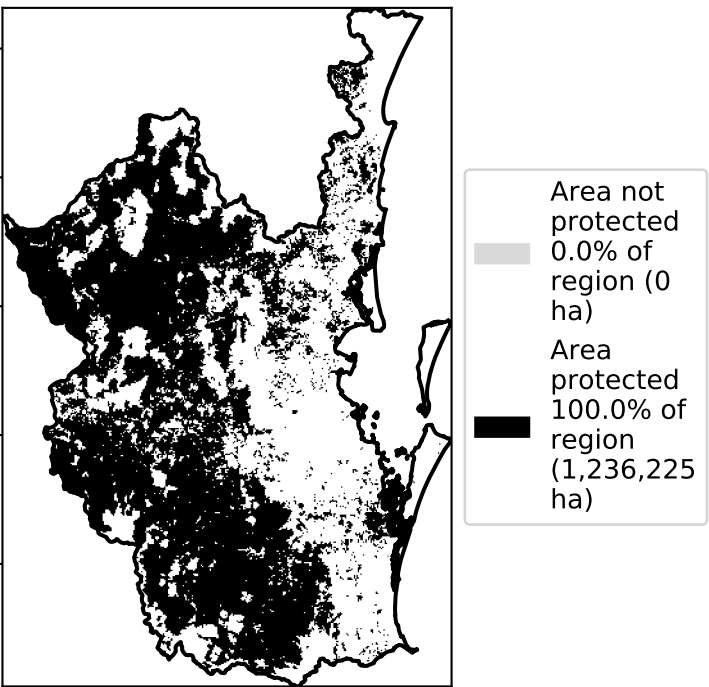 Area not
protected
0.0% of
region (0
ha)
Area
protected
100.0% of
region
(1,236,225
ha)